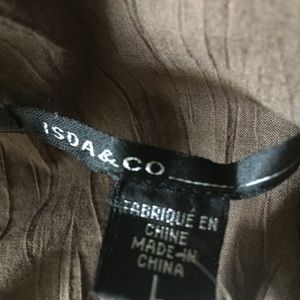 ISDA&CO
FABRIQUÉ EN
CHINE
MADE IN
CHINA
L